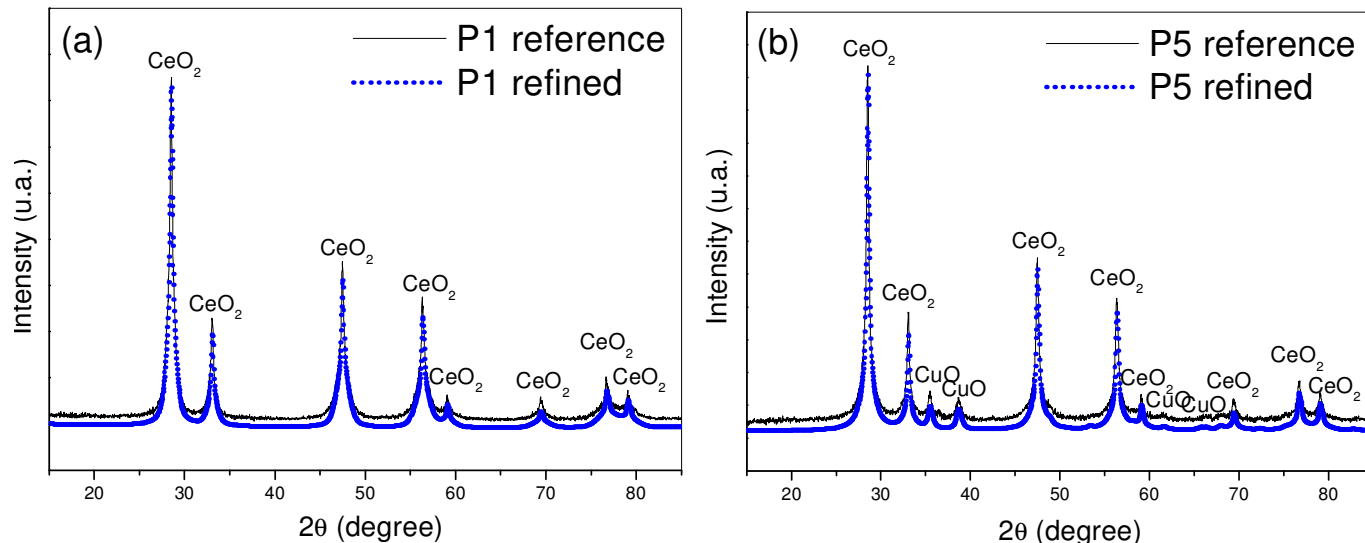 (a)
P1 reference
P1 refined
CeO₂
CeO₂
CeO₂
CeO₂
CeO₂
CeO₂
CeO₂
CeO₂
Intensity (u.a.)
20 30 40 50 60 70 80
2θ (degree)
(b)
P5 reference
P5 refined
CeO₂
CeO₂
CuO
CuO
CeO₂
CeO₂
CeO₂
CuO
CuO
CeO₂
CeO₂
CeO₂
Intensity (u.a.)
20 30 40 50 60 70 80
2θ (degree)